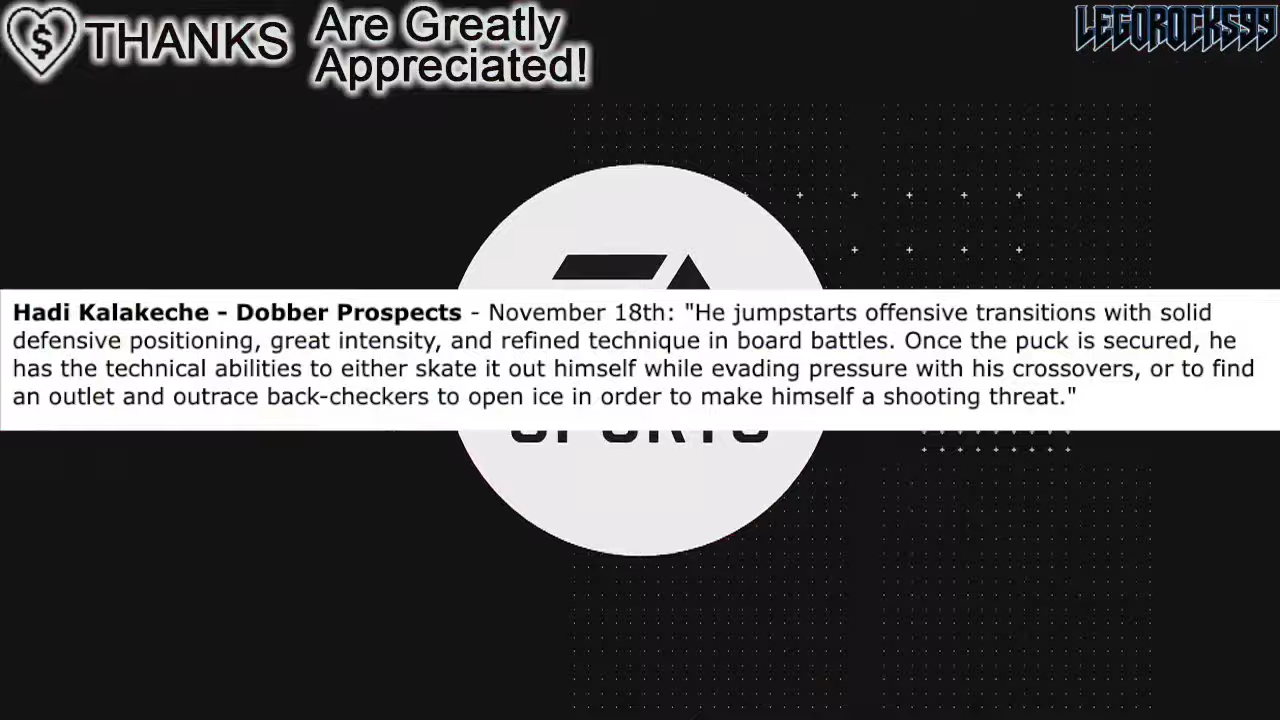 THANKS
Are Greatly
Appreciated!
LEGOROCKS99
Hadi Kalakeche - Dobber Prospects - November 18th: "He jumpstarts offensive transitions with solid
defensive positioning, great intensity, and refined technique in board battles. Once the puck is secured, he
has the technical abilities to either skate it out himself while evading pressure with his crossovers, or to find
an outlet and outrace back-checkers to open ice in order to make himself a shooting threat."
SPORTS